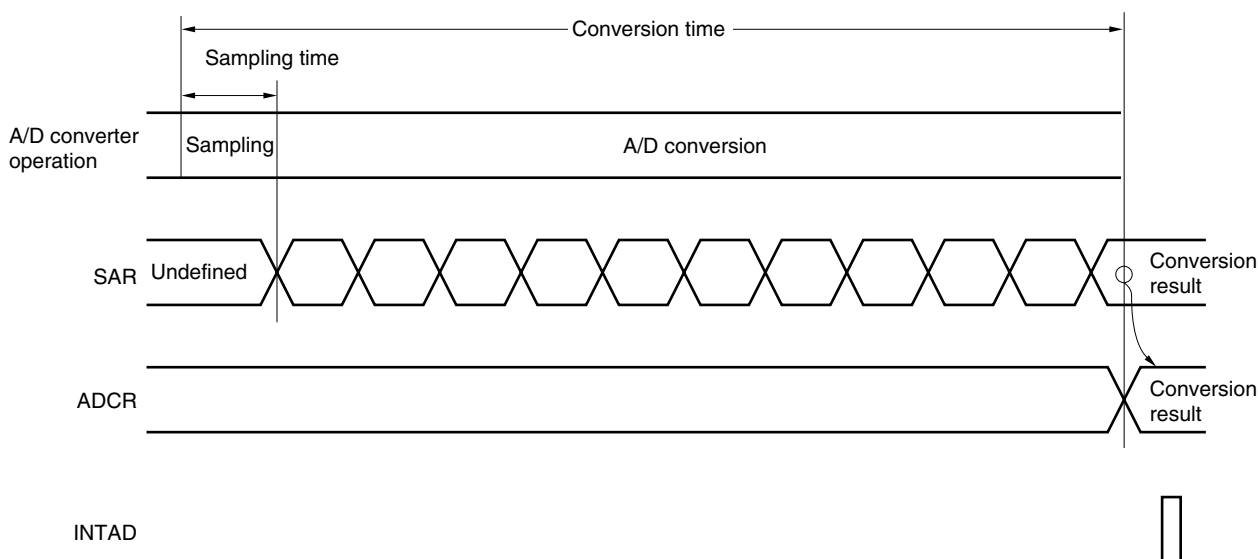 Conversion time
Sampling time
A/D converter
operation
Sampling
A/D conversion
SAR
Undefined
Conversion
result
ADCR
Conversion
result
INTAD